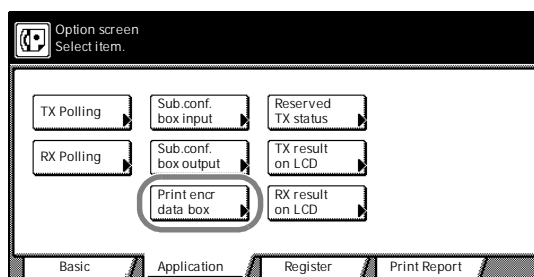 Option screen
Select item.
TX Polling
Sub.conf.
box input
Reserved
TX status
RX Polling
Sub.conf.
box output
TX result
on LCD
Print encr
data box
RX result
on LCD
Basic
Application
Register
Print Report